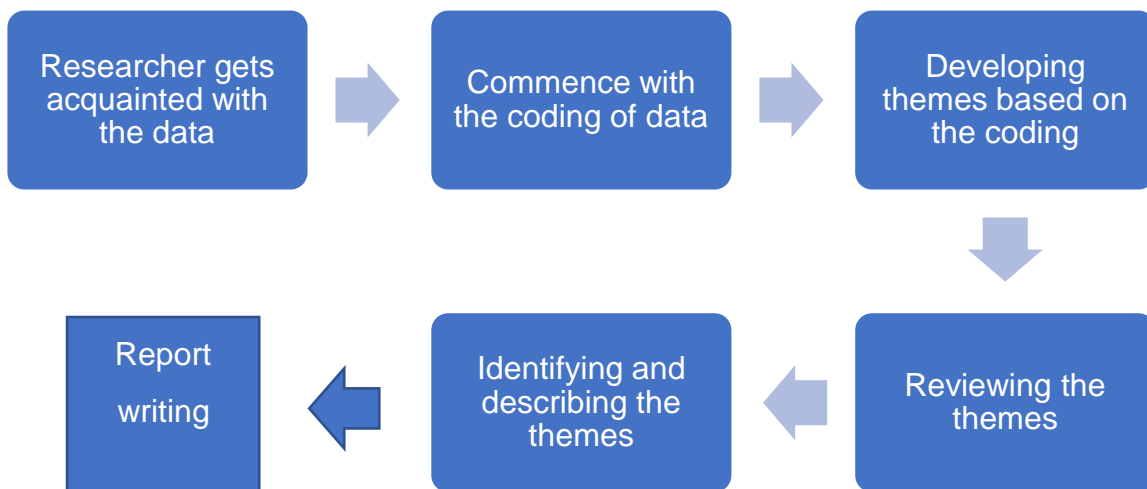 Researcher gets
acquainted with
the data
Commence with
the coding of data
Developing
themes based on
the coding
Reviewing the
themes
Identifying and
describing the
themes
Report
writing